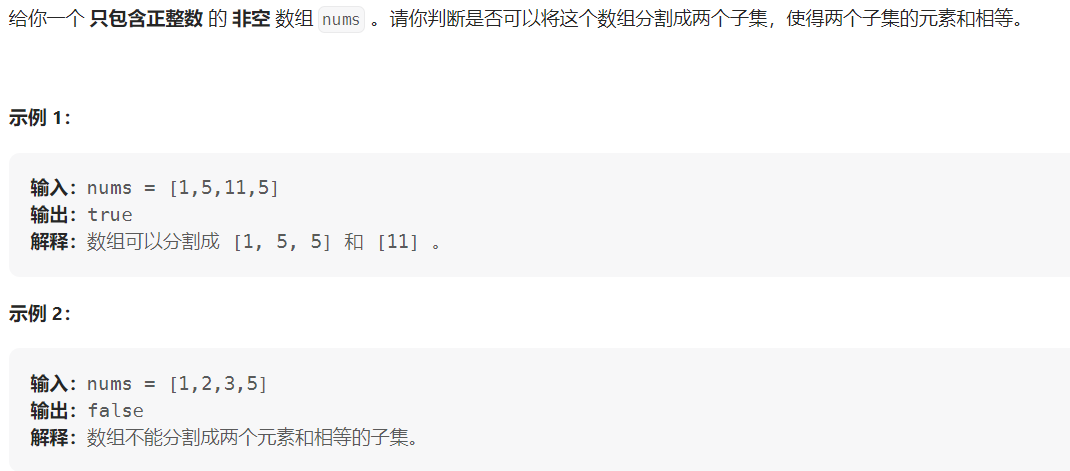 给你一个 只包含正整数 的 非空 数组 nums 。请你判断是否可以将这个数组分割成两个子集，使得两个子集的元素和相等。
示例 1：
输入：nums = [1,5,11,5]
输出：true
解释：数组可以分割成 [1, 5, 5] 和 [11] 。
示例 2：
输入：nums = [1,2,3,5]
输出：false
解释：数组不能分割成两个元素和相等的子集。